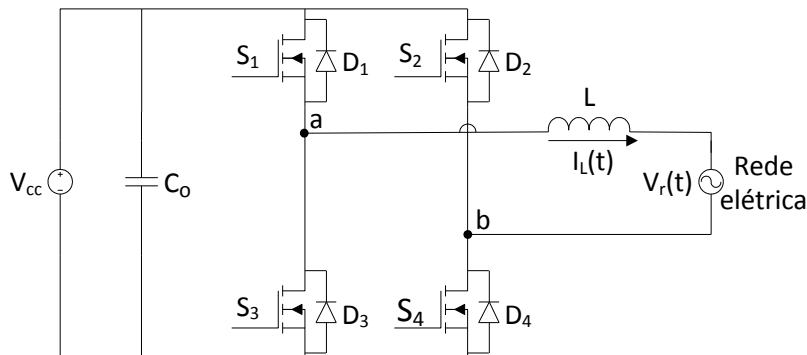 S1
D1
S2
D2
a
L
Vcc
+
-
Co
IL(t)
Vr(t)
Rede
elétrica
b
S3
D3
S4
D4